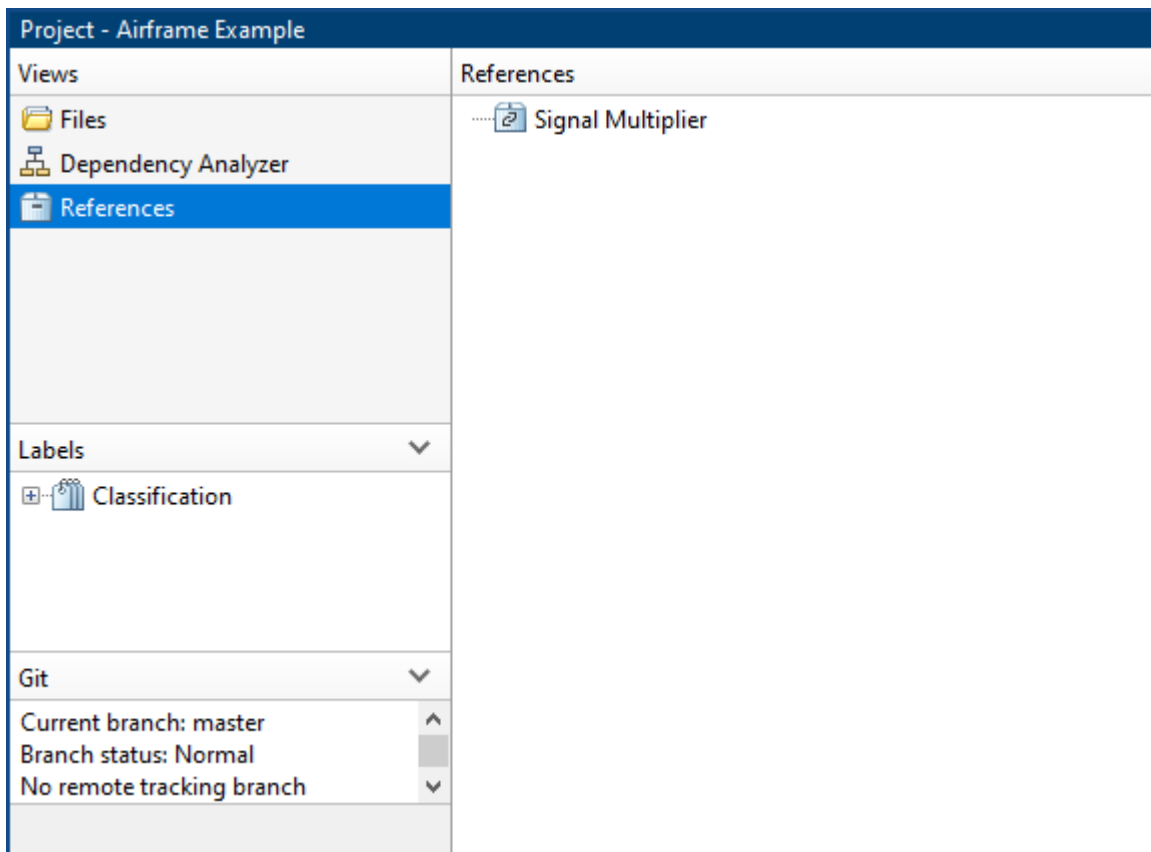 Project - Airframe Example
Views
Files
Dependency Analyzer
References
Labels
Classification
Git
Current branch: master
Branch status: Normal
No remote tracking branch
References
Signal Multiplier